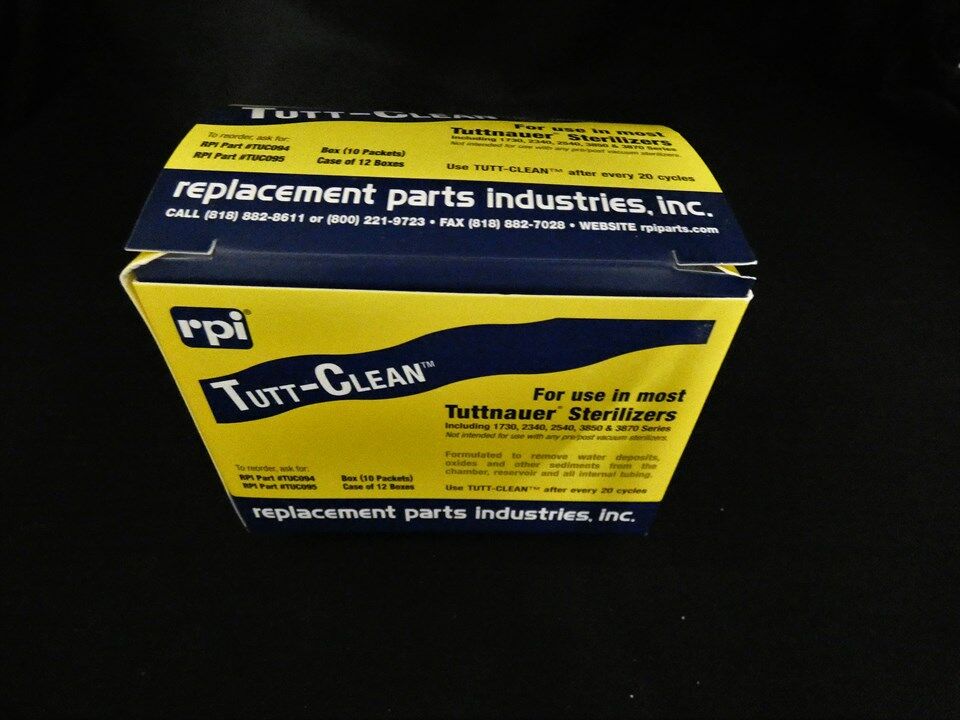 TUTT-CLEAN
To reorder, ask for:
RPI Part #TUC094 Box (10 Packets)
RPI Part #TUC095 Case of 12 Boxes
For use in most
Tuttnauer® Sterilizers
Including 1730, 2340, 2540, 3850 & 3870 Series
Not intended for use with any pre/post vacuum sterilizers.
Use TUTT-CLEAN™ after every 20 cycles
replacement parts industries, inc.
CALL (818) 882-8611 or (800) 221-9723 • FAX (818) 882-7028 • WEBSITE rpiparts.com
rpi®
TUTT-CLEAN™
For use in most
Tuttnauer® Sterilizers
Including 1730, 2340, 2540, 3850 & 3870 Series
Not intended for use with any pre/post vacuum sterilizers.
Formulated to remove water deposits,
oxides and other sediments from the
chamber, reservoir and all internal tubing.
To reorder, ask for:
RPI Part #TUC094 Box (10 Packets)
RPI Part #TUC095 Case of 12 Boxes
Use TUTT-CLEAN™ after every 20 cycles
replacement parts industries, inc.